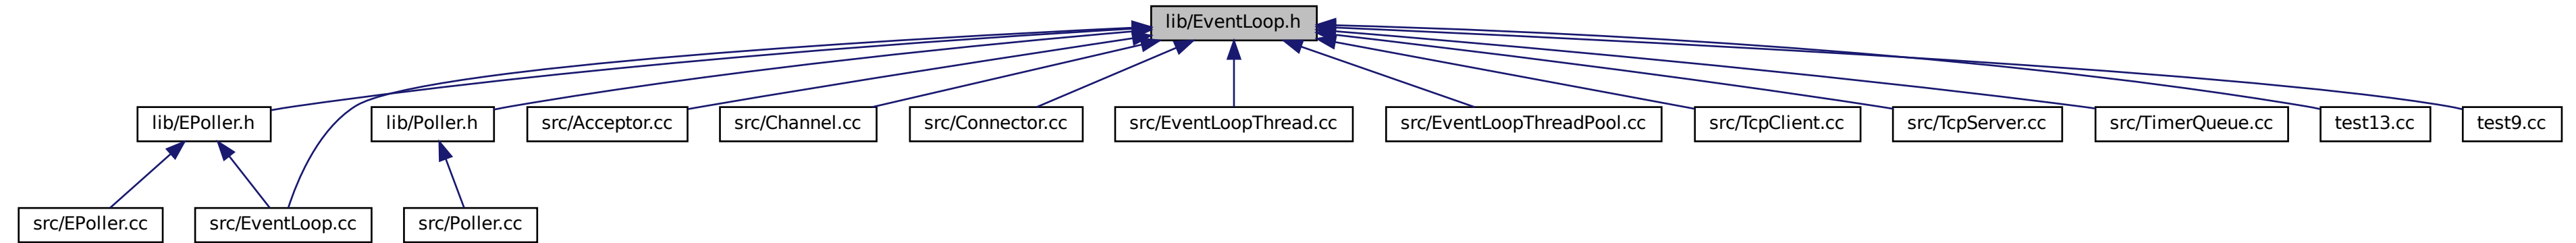 lib/EventLoop.h
lib/EPoller.h
lib/Poller.h
src/Acceptor.cc
src/Channel.cc
src/Connector.cc
src/EventLoopThread.cc
src/EventLoopThreadPool.cc
src/TcpClient.cc
src/TcpServer.cc
src/TimerQueue.cc
test13.cc
test9.cc
src/EPoller.cc
src/EventLoop.cc
src/Poller.cc